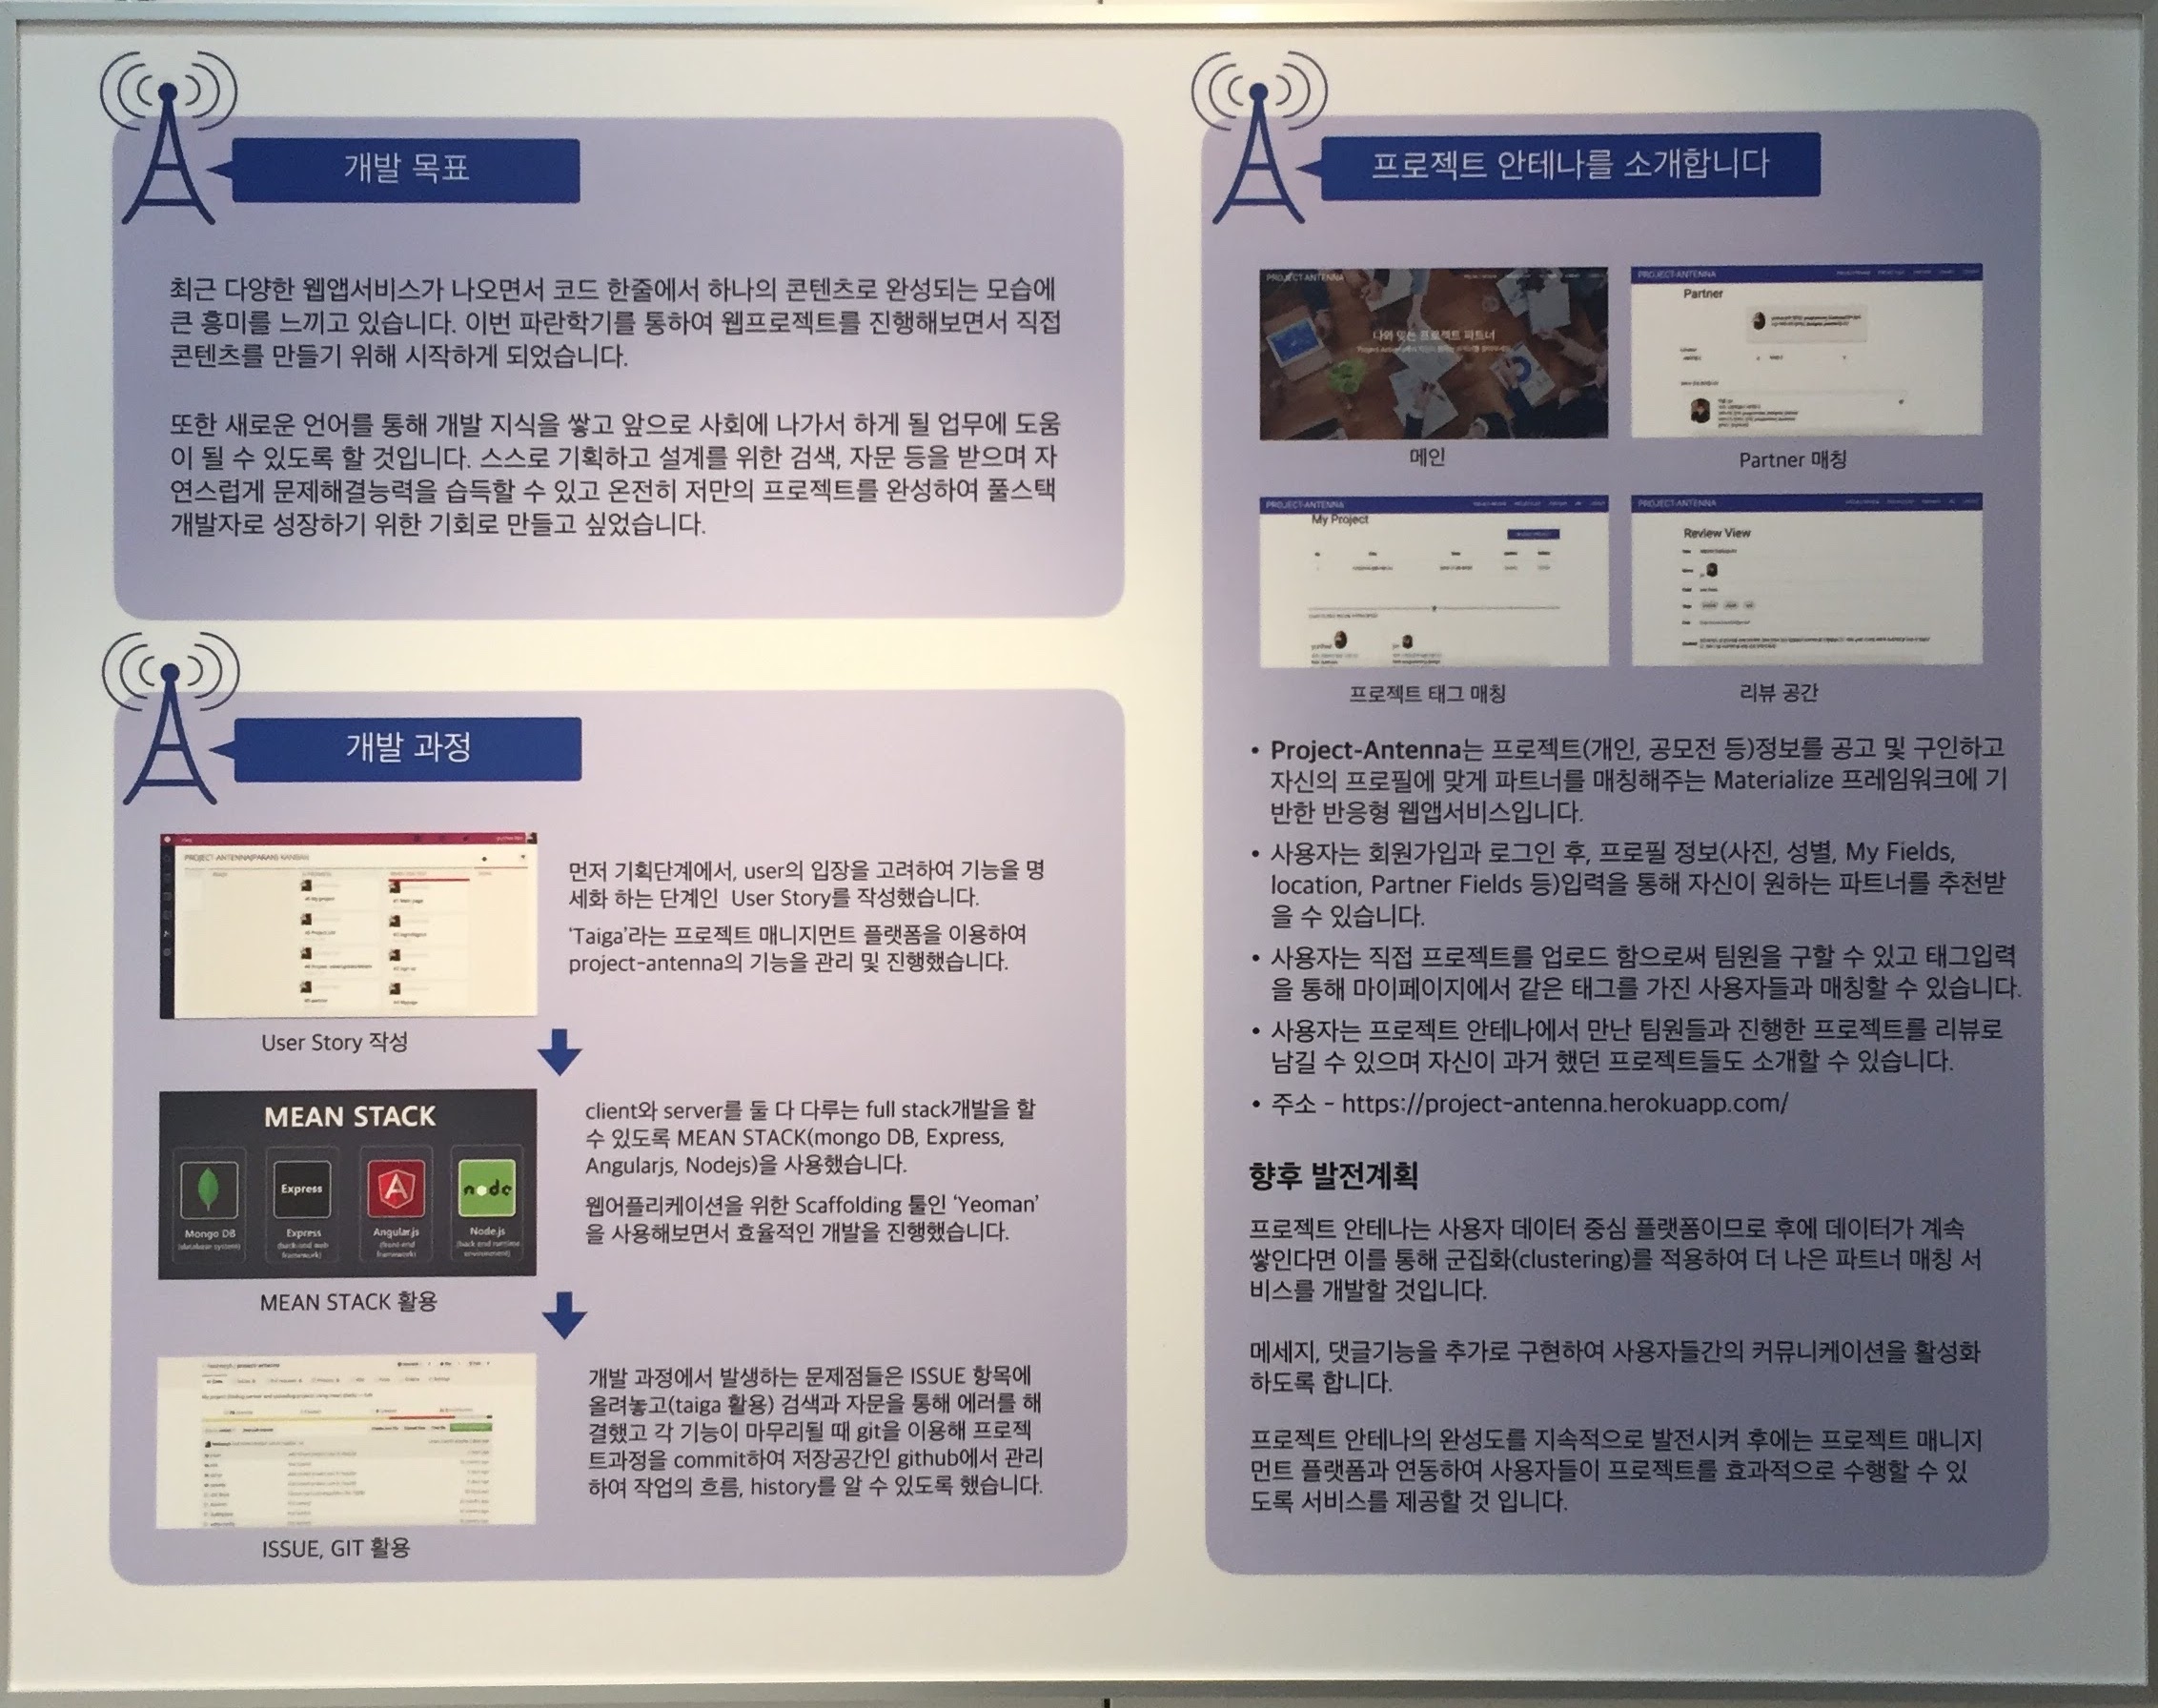 개발 목표
최근 다양한 웹앱서비스가 나오면서 코드 한줄에서 하나의 콘텐츠로 완성되는 모습에
큰 흥미를 느끼고 있습니다. 이번 파란학기를 통하여 웹프로젝트를 진행해보면서 직접
콘텐츠를 만들기 위해 시작하게 되었습니다.
또한 새로운 언어를 통해 개발 지식을 쌓고 앞으로 사회에 나가서 하게 될 업무에 도움
이 될 수 있도록 할 것입니다. 스스로 기획하고 설계를 위한 검색, 자문 등을 받으며 자
연스럽게 문제해결능력을 습득할 수 있고 온전히 저만의 프로젝트를 완성하여 풀스택
개발자로 성장하기 위한 기회로 만들고 싶었습니다.
개발 과정
PROJECT-ANTENNA(PARAN) KANBAN
User Story 작성
먼저 기획단계에서, user의 입장을 고려하여 기능을 명
세화 하는 단계인 User Story를 작성했습니다.
'Taiga'라는 프로젝트 매니지먼트 플랫폼을 이용하여
project-antenna의 기능을 관리 및 진행했습니다.
MEAN STACK
Express
node
Mongo DB
(database system)
Express
(back-end web
framework)
Angular.js
(front-end
framework)
Node.js
(back end runtime
environment)
MEAN STACK 활용
client와 server를 둘 다 다루는 full stack개발을 할
수 있도록 MEAN STACK(mongo DB, Express,
Angularjs, Nodejs)을 사용했습니다.
웹어플리케이션을 위한 Scaffolding 툴인 'Yeoman'
을 사용해보면서 효율적인 개발을 진행했습니다.
ISSUE, GIT 활용
개발 과정에서 발생하는 문제점들은 ISSUE 항목에
올려놓고(taiga 활용) 검색과 자문을 통해 에러를 해
결했고 각 기능이 마무리될 때 git을 이용해 프로젝
트과정을 commit하여 저장공간인 github에서 관리
하여 작업의 흐름, history를 알 수 있도록 했습니다.
프로젝트 안테나를 소개합니다
PROJECT-ANTENNA
나와 맞는 프로젝트 파트너
메인
PROJECT-ANTENNA
Partner
Partner 매칭
PROJECT-ANTENNA
My Project
프로젝트 태그 매칭
PROJECT-ANTENNA
Review View
리뷰 공간
• Project-Antenna는 프로젝트(개인, 공모전 등)정보를 공고 및 구인하고
자신의 프로필에 맞게 파트너를 매칭해주는 Materialize 프레임워크에 기
반한 반응형 웹앱서비스입니다.
• 사용자는 회원가입과 로그인 후, 프로필 정보(사진, 성별, My Fields,
location, Partner Fields 등)입력을 통해 자신이 원하는 파트너를 추천받
을 수 있습니다.
• 사용자는 직접 프로젝트를 업로드 함으로써 팀원을 구할 수 있고 태그입력
을 통해 마이페이지에서 같은 태그를 가진 사용자들과 매칭할 수 있습니다.
• 사용자는 프로젝트 안테나에서 만난 팀원들과 진행한 프로젝트를 리뷰로
남길 수 있으며 자신이 과거 했던 프로젝트들도 소개할 수 있습니다.
• 주소 - https://project-antenna.herokuapp.com/
향후 발전계획
프로젝트 안테나는 사용자 데이터 중심 플랫폼이므로 후에 데이터가 계속
쌓인다면 이를 통해 군집화(clustering)를 적용하여 더 나은 파트너 매칭 서
비스를 개발할 것입니다.
메세지, 댓글기능을 추가로 구현하여 사용자들간의 커뮤니케이션을 활성화
하도록 합니다.
프로젝트 안테나의 완성도를 지속적으로 발전시켜 후에는 프로젝트 매니지
먼트 플랫폼과 연동하여 사용자들이 프로젝트를 효과적으로 수행할 수 있
도록 서비스를 제공할 것 입니다.